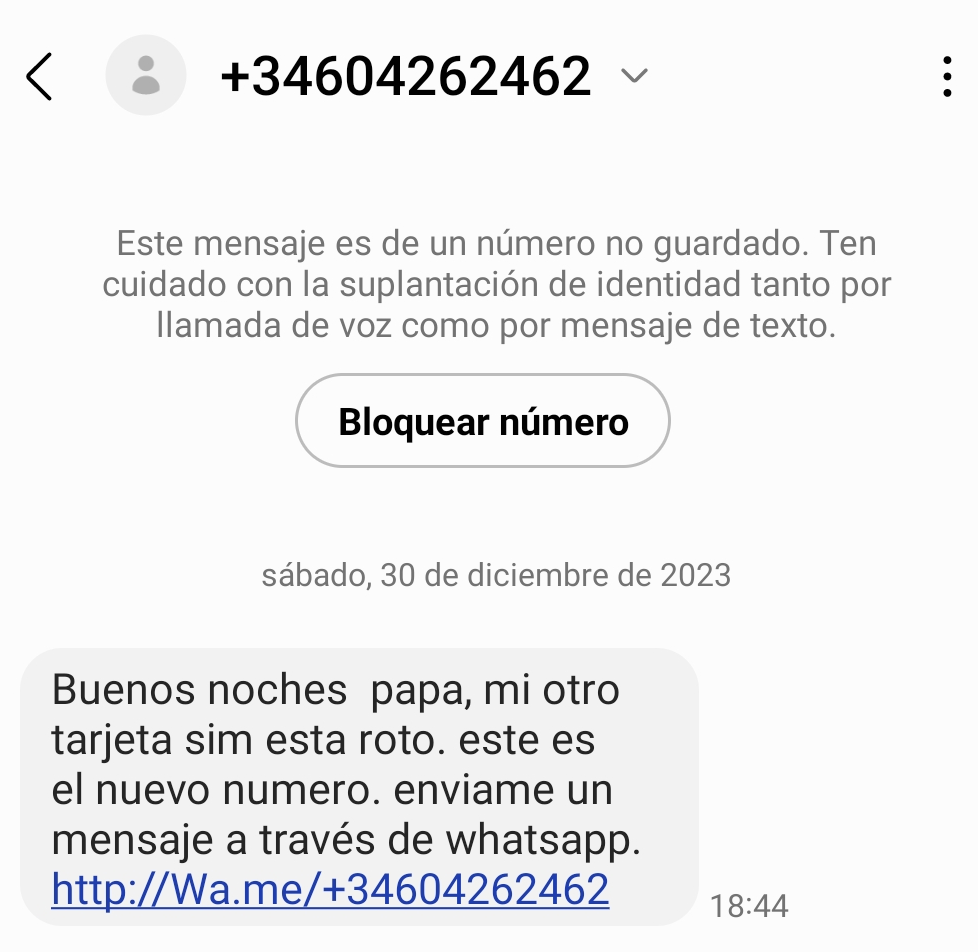 +34604262462
Este mensaje es de un número no guardado. Ten
cuidado con la suplantación de identidad tanto por
llamada de voz como por mensaje de texto.
Bloquear número
sábado, 30 de diciembre de 2023
Buenos noches  papa, mi otro
tarjeta sim esta roto. este es
el nuevo numero. enviame un
mensaje a través de whatsapp.
http://Wa.me/+34604262462
18:44